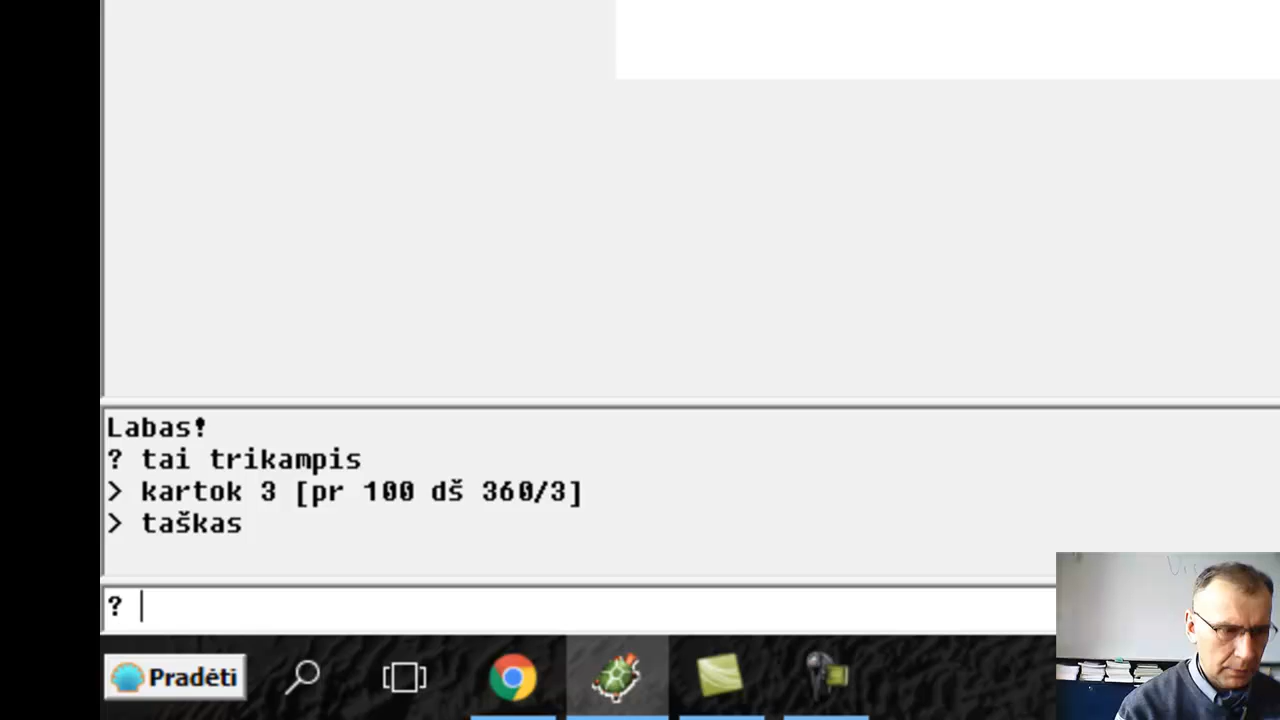 Labas!
? tai trikampis
> kartok 3 [pr 100 dš 360/3]
> taškas
?
Pradėti